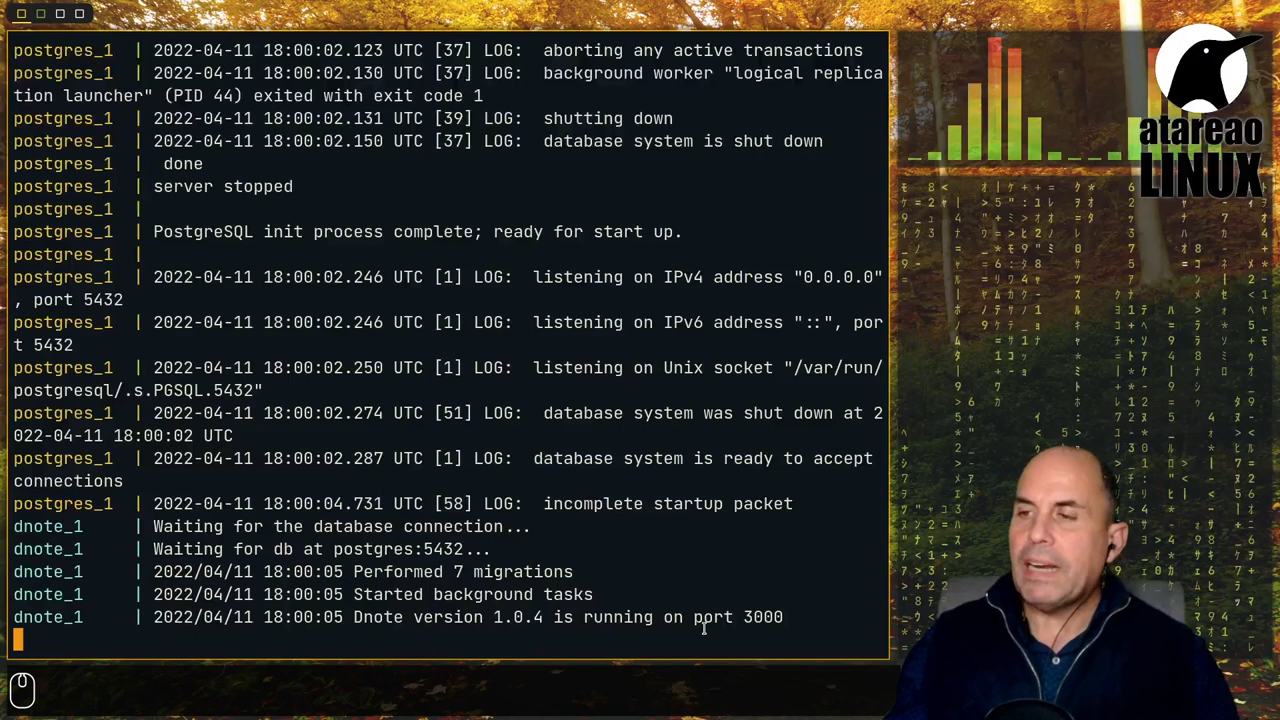 postgres_1  | 2022-04-11 18:00:02.123 UTC [37] LOG:  aborting any active transactions
postgres_1  | 2022-04-11 18:00:02.130 UTC [37] LOG:  background worker "logical replica
tion launcher" (PID 44) exited with exit code 1
postgres_1  | 2022-04-11 18:00:02.131 UTC [39] LOG:  shutting down
postgres_1  | 2022-04-11 18:00:02.150 UTC [37] LOG:  database system is shut down
postgres_1  |  done
postgres_1  | server stopped
postgres_1  |
postgres_1  | PostgreSQL init process complete; ready for start up.
postgres_1  |
postgres_1  | 2022-04-11 18:00:02.246 UTC [1] LOG:  listening on IPv4 address "0.0.0.0"
, port 5432
postgres_1  | 2022-04-11 18:00:02.246 UTC [1] LOG:  listening on IPv6 address "::", por
t 5432
postgres_1  | 2022-04-11 18:00:02.250 UTC [1] LOG:  listening on Unix socket "/var/run/
postgresql/.s.PGSQL.5432"
postgres_1  | 2022-04-11 18:00:02.274 UTC [51] LOG:  database system was shut down at 2
022-04-11 18:00:02 UTC
postgres_1  | 2022-04-11 18:00:02.287 UTC [1] LOG:  database system is ready to accept
connections
postgres_1  | 2022-04-11 18:00:04.731 UTC [58] LOG:  incomplete startup packet
dnote_1     | Waiting for the database connection...
dnote_1     | Waiting for db at postgres:5432...
dnote_1     | 2022/04/11 18:00:05 Performed 7 migrations
dnote_1     | 2022/04/11 18:00:05 Started background tasks
dnote_1     | 2022/04/11 18:00:05 Dnote version 1.0.4 is running on port 3000
atareao
LINUX